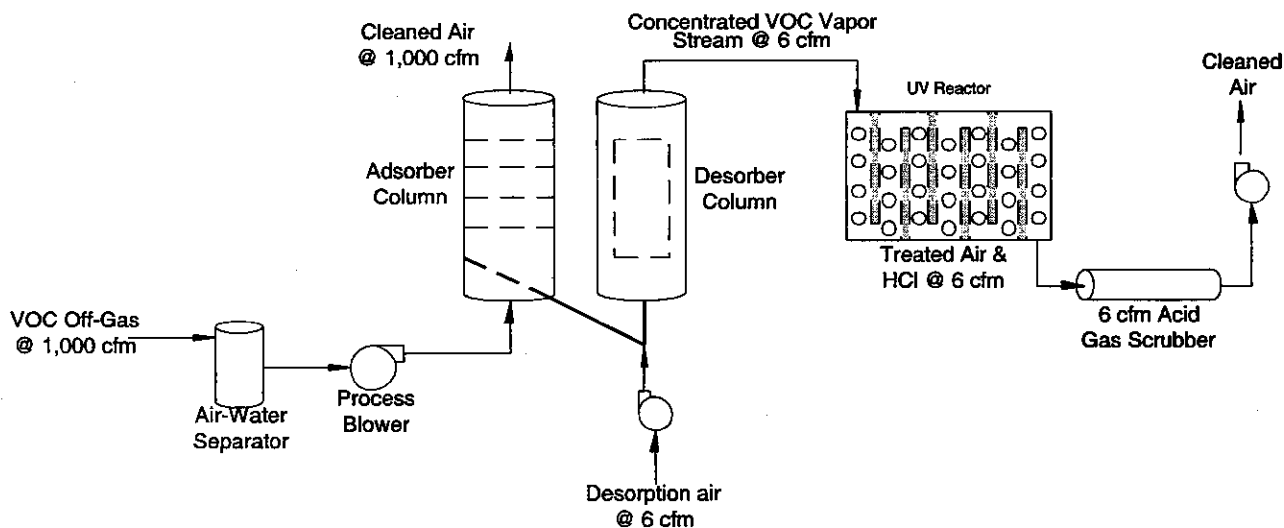 Cleaned Air
@ 1,000 cfm
Concentrated VOC Vapor
Stream @ 6 cfm
UV Reactor
Cleaned
Air
Adsorber
Column
Desorber
Column
Treated Air &
HCl @ 6 cfm
6 cfm Acid
Gas Scrubber
VOC Off-Gas
@ 1,000 cfm
Air-Water
Separator
Process
Blower
Desorption air
@ 6 cfm